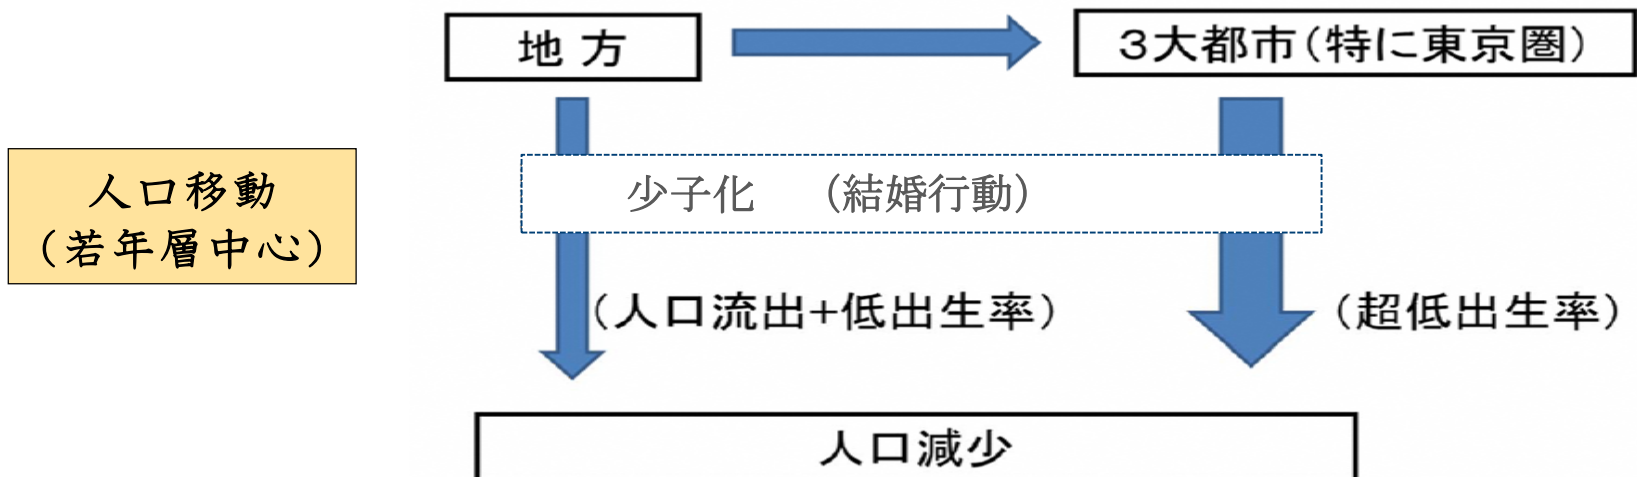 地 方
３大都市(特に東京圏)
人口移動
（若年層中心）
少子化　（結婚行動）
(人口流出+低出生率)
(超低出生率)
人口減少